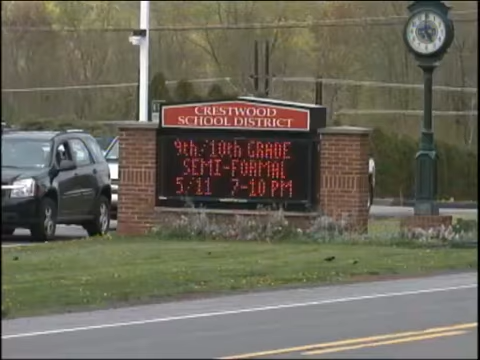 CRESTWOOD
SCHOOL DISTRICT
9th/10th GRADE
SEMI-FORMAL
5/11 7-10 PM